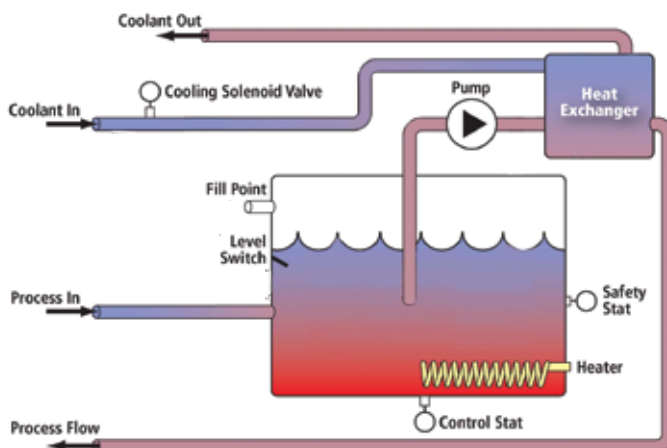 Coolant Out
Cooling Solenoid Valve
Pump
Heat
Exchanger
Coolant In
Fill Point
Level
Switch
Process In
Safety
Stat
Heater
Control Stat
Process Flow